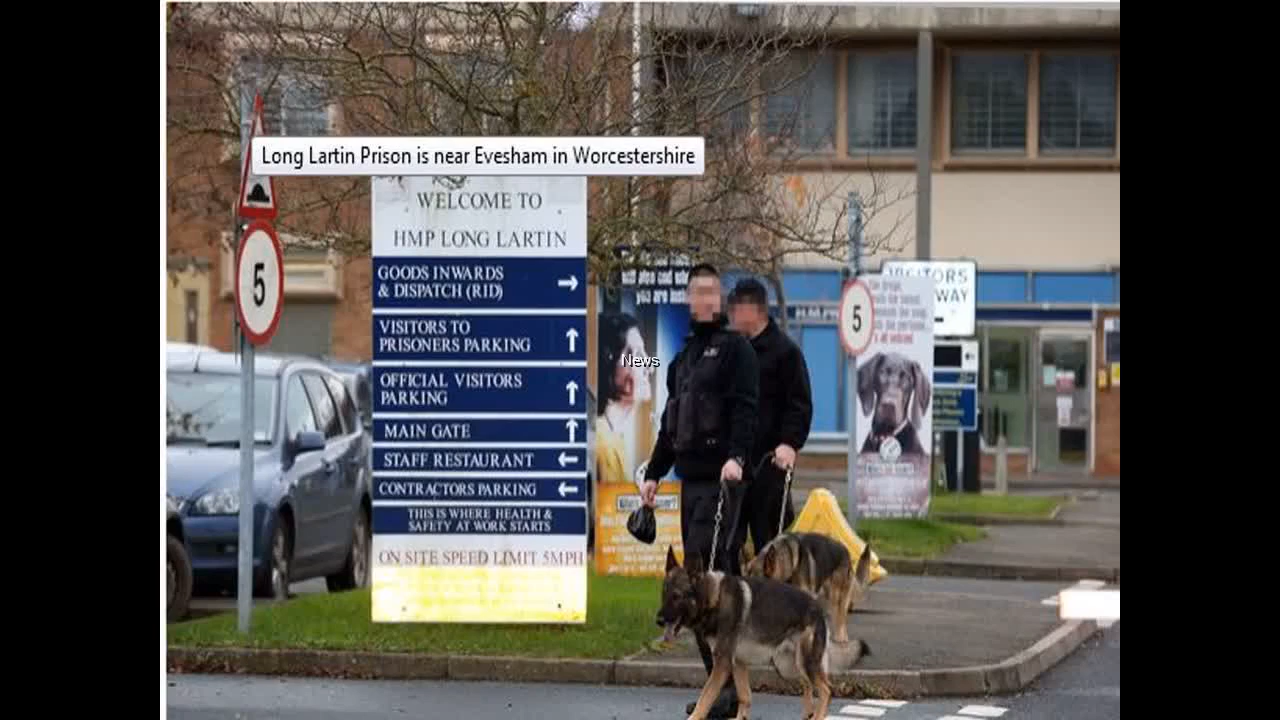 Long Lartin Prison is near Evesham in Worcestershire
WELCOME TO
HMP LONG LARTIN
GOODS INWARDS
& DISPATCH (RID)
VISITORS TO
PRISONERS PARKING
OFFICIAL VISITORS
PARKING
MAIN GATE
STAFF RESTAURANT
CONTRACTORS PARKING
THIS IS WHERE HEALTH &
SAFETY AT WORK STARTS
ON SITE SPEED LIMIT 5MPH
5
News
you are
5
VISITORS
WAY